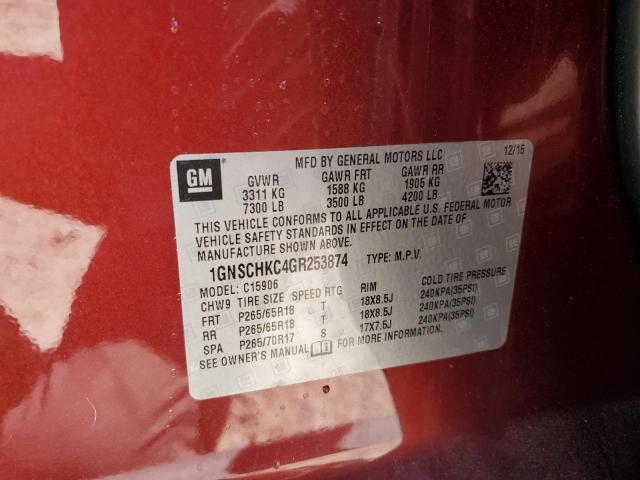 MFD BY GENERAL MOTORS LLC 12/15
GM
GVWR GAWR FRT GAWR RR
3311 KG 1588 KG 1905 KG
7300 LB 3500 LB 4200 LB
THIS VEHICLE CONFORMS TO ALL APPLICABLE U.S. FEDERAL MOTOR
VEHICLE SAFETY STANDARDS IN EFFECT ON THE DATE OF
MANUFACTURE SHOWN ABOVE.
1GNSCHKC4GR253874 TYPE: M.P.V.
MODEL: C15906
CHW9 TIRE SIZE SPEED RTG RIM COLD TIRE PRESSURE
FRT P265/65R18 T 18X8.5J 240KPA(35PSI)
RR P265/65R18 T 18X8.5J 240KPA(35PSI)
SPA P265/70R17 S 17X7.5J 240KPA(35PSI)
SEE OWNER'S MANUAL FOR MORE INFORMATION.